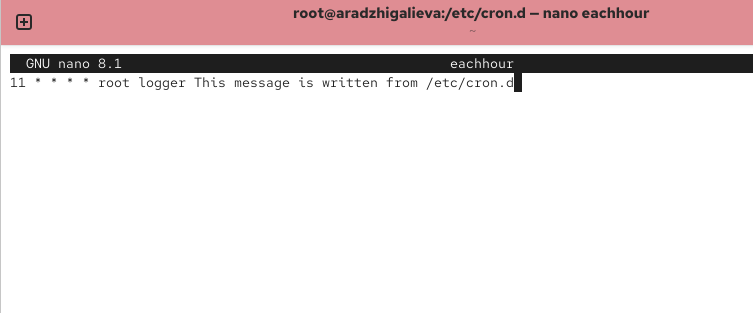 root@aradzhigalieva:/etc/cron.d — nano eachhour
~
GNU nano 8.1 eachhour
11 * * * * root logger This message is written from /etc/cron.d